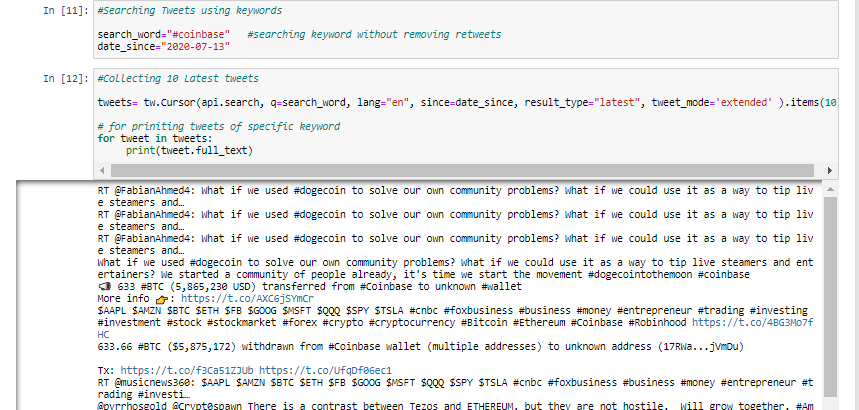 In [11]: #Searching Tweets using keywords
search_word="#coinbase" #searching keyword without removing retweets
date_since="2020-07-13"
In [12]: #Collecting 10 Latest tweets
tweets= tw.Cursor(api.search, q=search_word, lang="en", since=date_since, result_type="latest", tweet_mode='extended' ).items(10
# for priniting tweets of specific keyword
for tweet in tweets:
print(tweet.full_text)
RT @FabianAhmed4: What if we used #dogecoin to solve our own community problems? What if we could use it as a way to tip liv
e steamers and…
RT @FabianAhmed4: What if we used #dogecoin to solve our own community problems? What if we could use it as a way to tip liv
e steamers and…
RT @FabianAhmed4: What if we used #dogecoin to solve our own community problems? What if we could use it as a way to tip liv
e steamers and…
What if we used #dogecoin to solve our own community problems? What if we could use it as a way to tip live steamers and ent
ertainers? We started a community of people already, it's time we start the movement #dogecointothemoon #coinbase
📢 633 #BTC (5,865,230 USD) transferred from #Coinbase to unknown #wallet
More info 👉: https://t.co/AXC6jSYmCr
$AAPL $AMZN $BTC $ETH $FB $GOOG $MSFT $QQQ $SPY $TSLA #cnbc #foxbusiness #business #money #entrepreneur #trading #investing
#investment #stock #stockmarket #forex #crypto #cryptocurrency #Bitcoin #Ethereum #Coinbase #Robinhood https://t.co/4BG3Mo7f
HC
633.66 #BTC ($5,875,172) withdrawn from #Coinbase wallet (multiple addresses) to unknown address (17RWa...jVmDu)
Tx: https://t.co/f3Ca51ZJUb https://t.co/UfqDf06ec1
RT @musicnews360: $AAPL $AMZN $BTC $ETH $FB $GOOG $MSFT $QQQ $SPY $TSLA #cnbc #foxbusiness #business #money #entrepreneur #t
rading #investi…
@pyrrhosgold @Crypt0spawn There is a contrast between Tezos and ETHEREUM, but they are not hostile. Will grow together. #Am